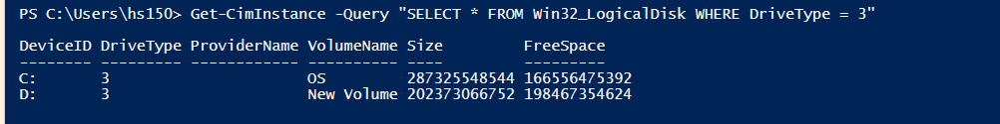 PS C:\Users\hs150> Get-CimInstance -Query "SELECT * FROM Win32_LogicalDisk WHERE DriveType = 3"
DeviceID DriveType ProviderName VolumeName Size FreeSpace
-------- --------- ------------ ---------- ---- ---------
C: 3 OS 287325548544 166556475392
D: 3 New Volume 202373066752 198467354624